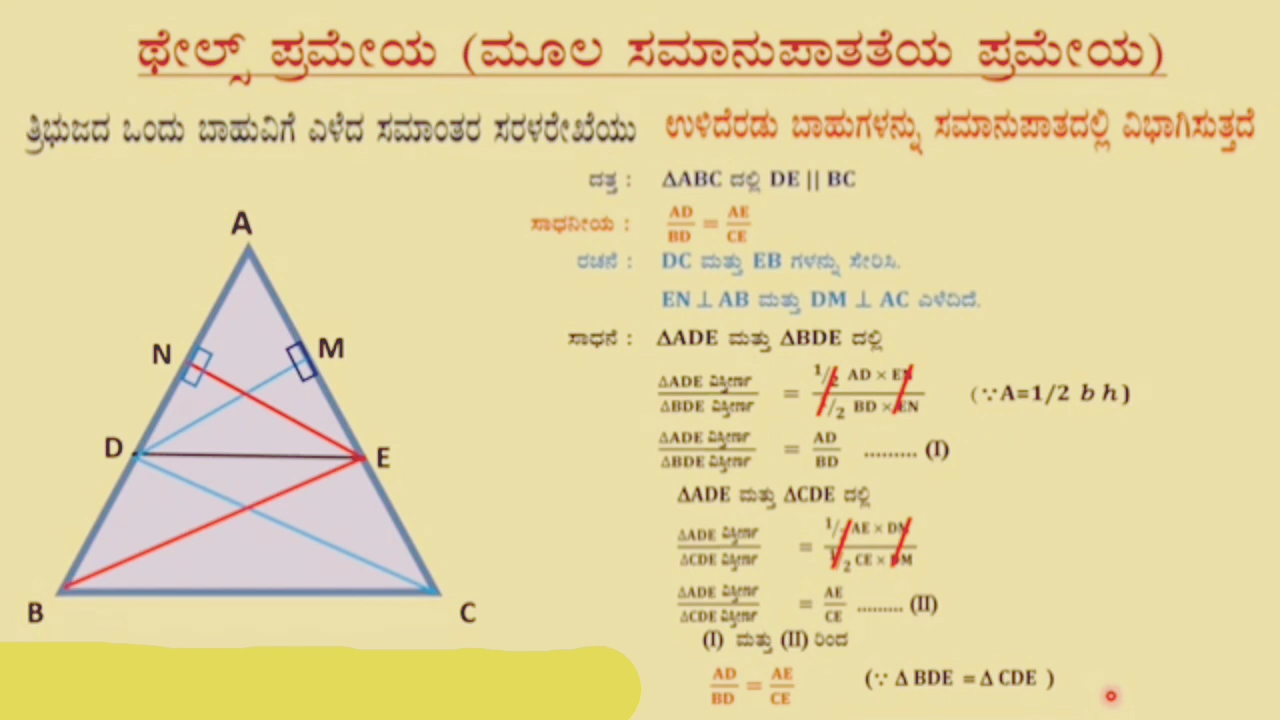 ಥೇಲ್ಸ್ ಪ್ರಮೇಯ (ಮೂಲ ಸಮಾನುಪಾತತೆಯ ಪ್ರಮೇಯ)
ತ್ರಿಭುಜದ ಒಂದು ಬಾಹುವಿಗೆ ಎಳೆದ ಸಮಾಂತರ ಸರಳರೇಖೆಯು ಉಳಿದೆರಡು ಬಾಹುಗಳನ್ನು ಸಮಾನುಪಾತದಲ್ಲಿ ವಿಭಾಗಿಸುತ್ತದೆ
ದತ್ತ : ΔABC ದಲ್ಲಿ DE || BC
ಸಾಧನೀಯ : AD/BD = AE/CE
ರಚನೆ : DC ಮತ್ತು EB ಗಳನ್ನು ಸೇರಿಸಿ.
EN ⊥ AB ಮತ್ತು DM ⊥ AC ಎಳೆದಿದೆ.
ಸಾಧನೆ : ΔADE ಮತ್ತು ΔBDE ದಲ್ಲಿ
ΔADE ವಿಸ್ತೀರ್ಣ/ΔBDE ವಿಸ್ತೀರ್ಣ = 1/2 AD × EN/1/2 BD × EN (∵A=1/2 b h)
ΔADE ವಿಸ್ತೀರ್ಣ/ΔBDE ವಿಸ್ತೀರ್ಣ = AD/BD ......... (I)
ΔADE ಮತ್ತು ΔCDE ದಲ್ಲಿ
ΔADE ವಿಸ್ತೀರ್ಣ/ΔCDE ವಿಸ್ತೀರ್ಣ = 1/2 AE × DM/1/2 CE × DM
ΔADE ವಿಸ್ತೀರ್ಣ/ΔCDE ವಿಸ್ತೀರ್ಣ = AE/CE ......... (II)
(I) ಮತ್ತು (II) ರಿಂದ
AD/BD = AE/CE (∵ Δ BDE = Δ CDE )
A
N
M
D
E
B
C